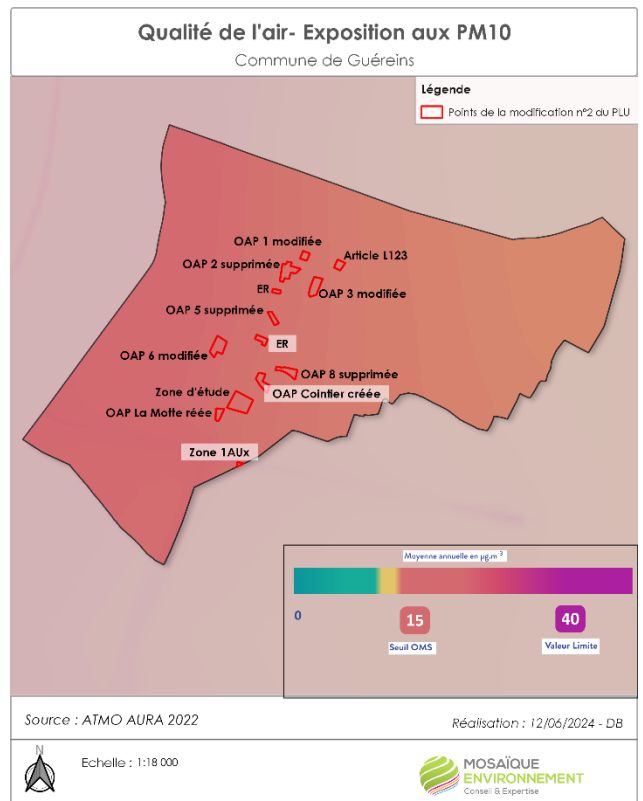 Qualité de l'air- Exposition aux PM10
Commune de Guéreins
Légende
Points de la modification n°2 du PLU
OAP 1 modifiée
Article L123
OAP 2 supprimée
ER
OAP 3 modifiée
OAP 5 supprimée
ER
OAP 6 modifiée
OAP 8 supprimée
Zone d'étude
OAP Cointier créée
OAP La Motte réée
Zone 1AUx
Moyenne annuelle en µg.m³
0
15
40
Seuil OMS
Valeur Limite
Source : ATMO AURA 2022
Réalisation : 12/06/2024 - DB
N
Echelle : 1:18 000
MOSAÏQUE
ENVIRONNEMENT
Conseil & Expertise